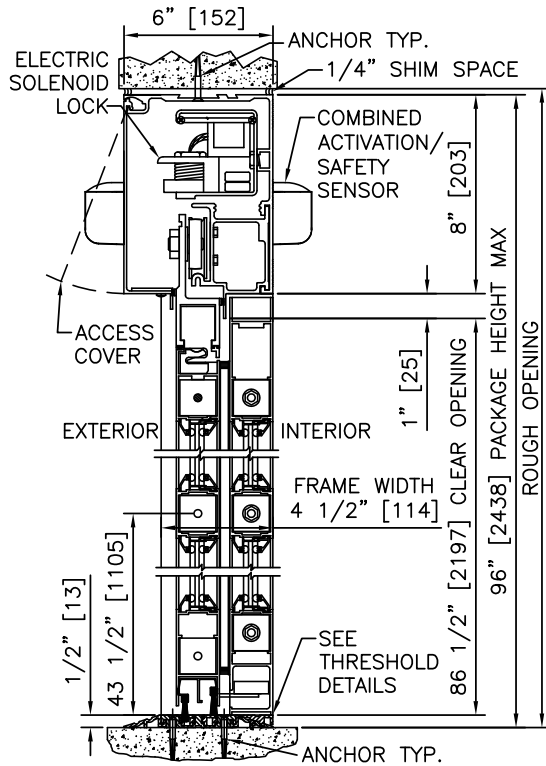 6” [152]
ANCHOR TYP.
1/4” SHIM SPACE
ELECTRIC
SOLENOID
LOCK
COMBINED
ACTIVATION/
SAFETY
SENSOR
8” [203]
ACCESS
COVER
1” [25]
EXTERIOR
INTERIOR
FRAME WIDTH
4 1/2” [114]
86 1/2” [2197] CLEAR OPENING
96” [2438] PACKAGE HEIGHT MAX
ROUGH OPENING
1/2” [13]
43 1/2” [1105]
SEE
THRESHOLD
DETAILS
ANCHOR TYP.